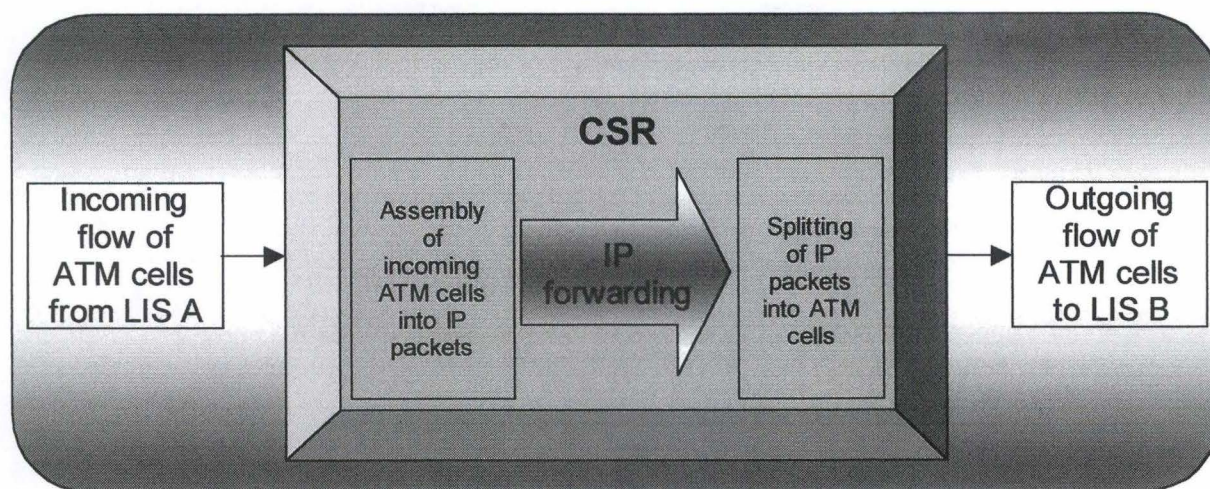 CSR
Incoming
flow of
ATM cells
from LIS A
Assembly
of
incoming
ATM cells
into IP
packets
IP
forwarding
Splitting
of IP
packets
into ATM
cells
Outgoing
flow of
ATM cells
to LIS B